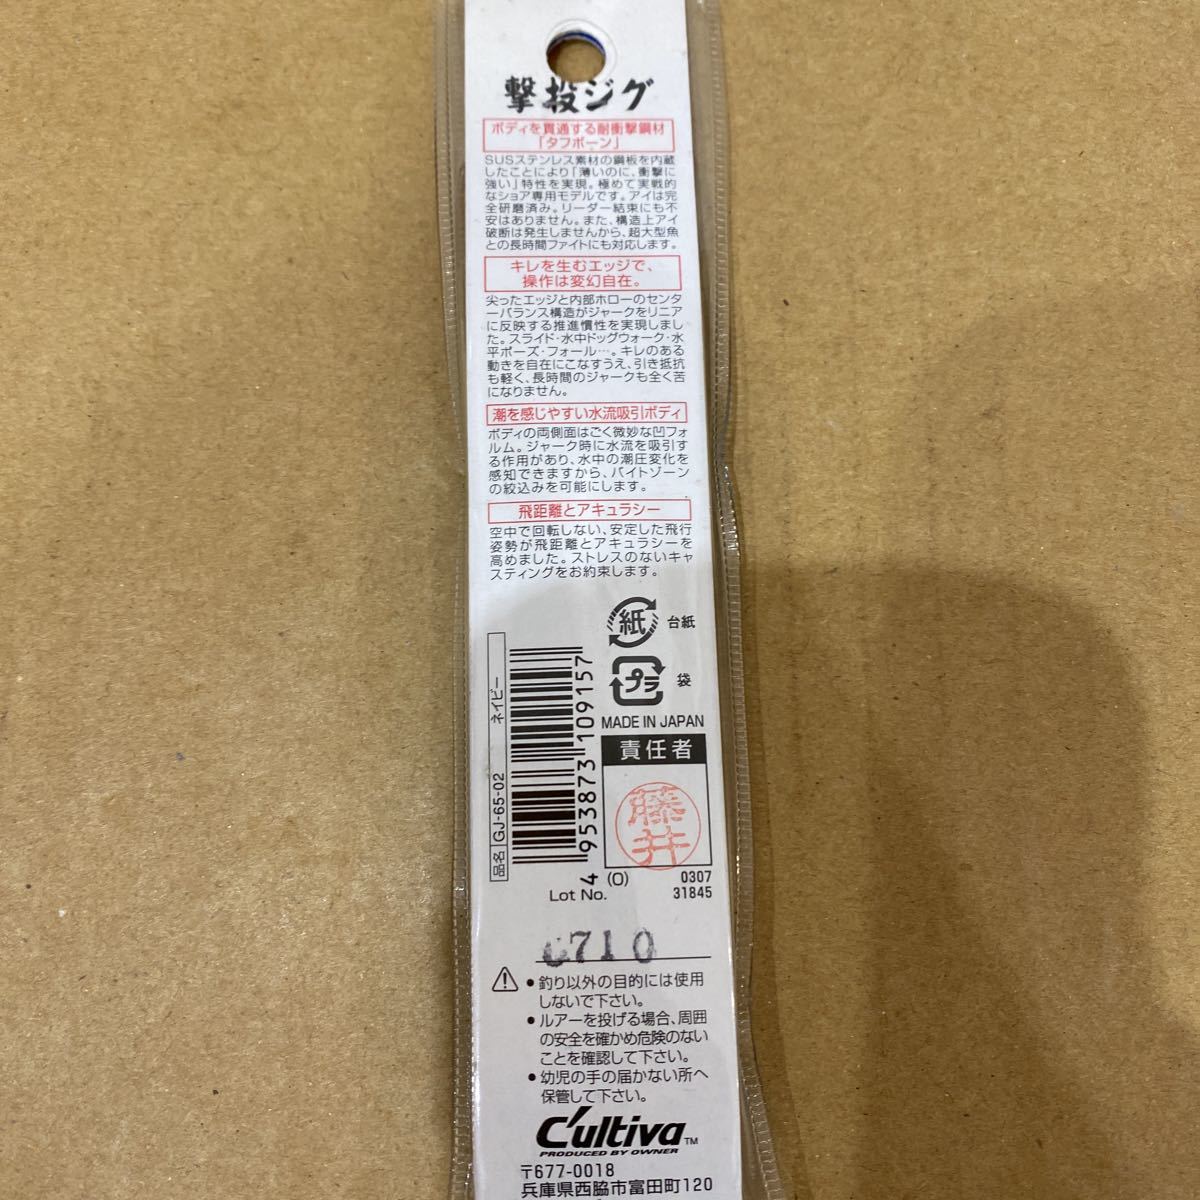 撃投ジグ
ボディを貫通する耐衝撃鋼材
「タフボーン」
SUSステンレス素材の鋼板を内蔵
したことにより「薄いのに、衝撃に
強い」特性を実現。極めて実戦的
なショア専用モデルです。アイは完
全研磨済み。リーダー結束にも不
安はありません。また、構造上アイ
破断は発生しませんから、超大型魚
との長時間ファイトにも対応します。
キレを生むエッジで、
操作は変幻自在。
尖ったエッジと内部ホローのセンタ
ーバランス構造がジャークをリニア
に反映する推進慣性を実現しまし
た。スライド・水中ドッグウォーク・水
平ポーズ・フォール…。キレのある
動きを自在にこなすうえ、引き抵抗
も軽く、長時間のジャークも全く苦
になりません。
潮を感じやすい水流吸引ボディ
ボディの両側面はごく微妙な凹フォ
ルム。ジャーク時に水流を吸引す
る作用があり、水中の潮圧変化を
感知できますから、バイトゾーン
の絞込みを可能にします。
飛距離とアキュラシー
空中で回転しない、安定した飛行
姿勢が飛距離とアキュラシーを
高めました。ストレスのないキャ
スティングをお約束します。
紙 台紙
プラ 袋
MADE IN JAPAN
責任者
藤井
品名 GJ-65-02 ネイビー
4 953873 109157
(O) 0307
31845
Lot No.
710
●釣り以外の目的には使用
しないで下さい。
●ルアーを投げる場合、周囲
の安全を確かめ危険のない
ことを確認して下さい。
●幼児の手の届かない所へ
保管して下さい。
C'ultiva TM
PRODUCED BY OWNER
〒677-0018
兵庫県西脇市富田町120